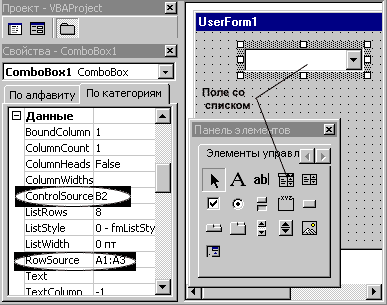 Проект - VBAProject
Свойства - ComboBox1
ComboBox1 ComboBox
По алфавиту
По категориям
Данные
BoundColumn 1
ColumnCount 1
ColumnHeads False
ColumnWidths
ControlSource B2
ListRows 8
ListStyle 0 - fmListSty
ListWidth 0 пт
RowSource A1:A3
Text
TextColumn -1
UserForm1
Поле со
списком
Панель элементов
Элементы управл
A
ab
xyz